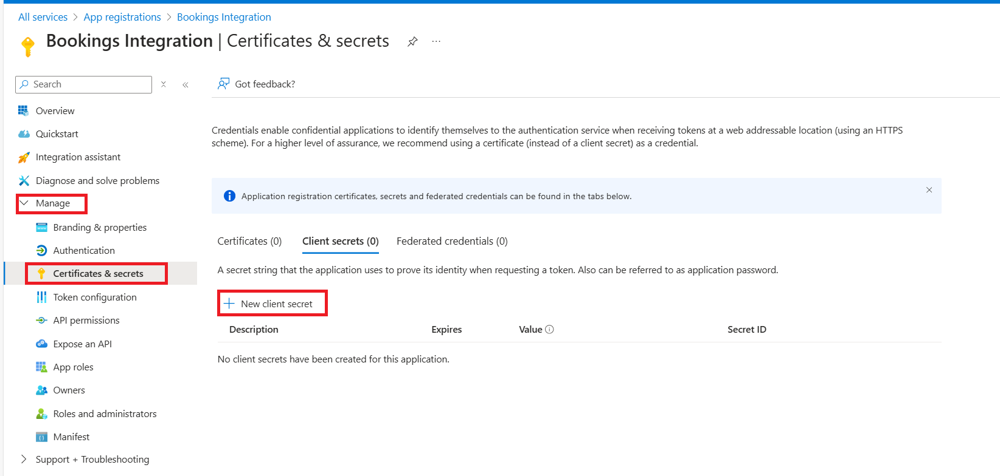 All services > App registrations > Bookings Integration
Bookings Integration | Certificates & secrets
Search
Got feedback?
Overview
Quickstart
Integration assistant
Diagnose and solve problems
Manage
Branding & properties
Authentication
Certificates & secrets
Token configuration
API permissions
Expose an API
App roles
Owners
Roles and administrators
Manifest
Support + Troubleshooting
Credentials enable confidential applications to identify themselves to the authentication service when receiving tokens at a web addressable location (using an HTTPS
scheme). For a higher level of assurance, we recommend using a certificate (instead of a client secret) as a credential.
Application registration certificates, secrets and federated credentials can be found in the tabs below.
Certificates (0) Client secrets (0) Federated credentials (0)
A secret string that the application uses to prove its identity when requesting a token. Also can be referred to as application password.
New client secret
Description Expires Value Secret ID
No client secrets have been created for this application.